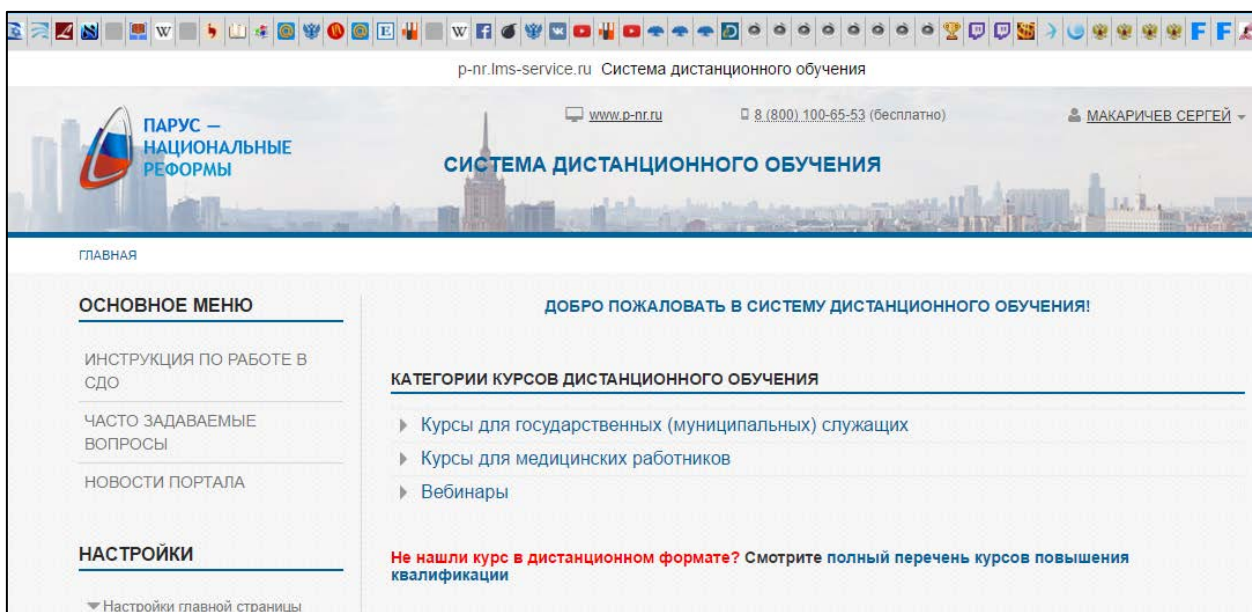 p-nr.lms-service.ru Система дистанционного обучения
ПАРУС –
НАЦИОНАЛЬНЫЕ
РЕФОРМЫ
www.p-nr.ru
8 (800) 100-65-53 (бесплатно)
МАКАРИЧЕВ СЕРГЕЙ
СИСТЕМА ДИСТАНЦИОННОГО ОБУЧЕНИЯ
ГЛАВНАЯ
ОСНОВНОЕ МЕНЮ
ИНСТРУКЦИЯ ПО РАБОТЕ В
СДО
ЧАСТО ЗАДАВАЕМЫЕ
ВОПРОСЫ
НОВОСТИ ПОРТАЛА
НАСТРОЙКИ
Настройки главной страницы
ДОБРО ПОЖАЛОВАТЬ В СИСТЕМУ ДИСТАНЦИОННОГО ОБУЧЕНИЯ!
КАТЕГОРИИ КУРСОВ ДИСТАНЦИОННОГО ОБУЧЕНИЯ
Курсы для государственных (муниципальных) служащих
Курсы для медицинских работников
Вебинары
Не нашли курс в дистанционном формате? Смотрите полный перечень курсов повышения
квалификации